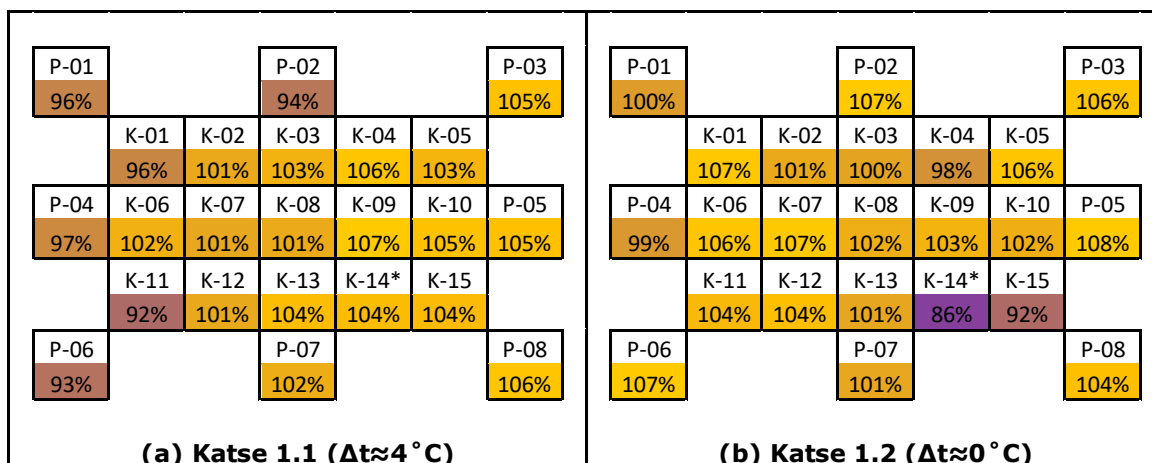 P-01 P-02 P-03
96% 94% 105%
K-01 K-02 K-03 K-04 K-05
96% 101% 103% 106% 103%
P-04 K-06 K-07 K-08 K-09 K-10 P-05
97% 102% 101% 101% 107% 105% 105%
K-11 K-12 K-13 K-14* K-15
92% 101% 104% 104% 104%
P-06 P-07 P-08
93% 102% 106%
(a) Katse 1.1 (Δt≈4˚C)
P-01 P-02 P-03
100% 107% 106%
K-01 K-02 K-03 K-04 K-05
107% 101% 100% 98% 106%
P-04 K-06 K-07 K-08 K-09 K-10 P-05
99% 106% 107% 102% 103% 102% 108%
K-11 K-12 K-13 K-14* K-15
104% 104% 101% 86% 92%
P-06 P-07 P-08
107% 101% 104%
(b) Katse 1.2 (Δt≈0˚C)